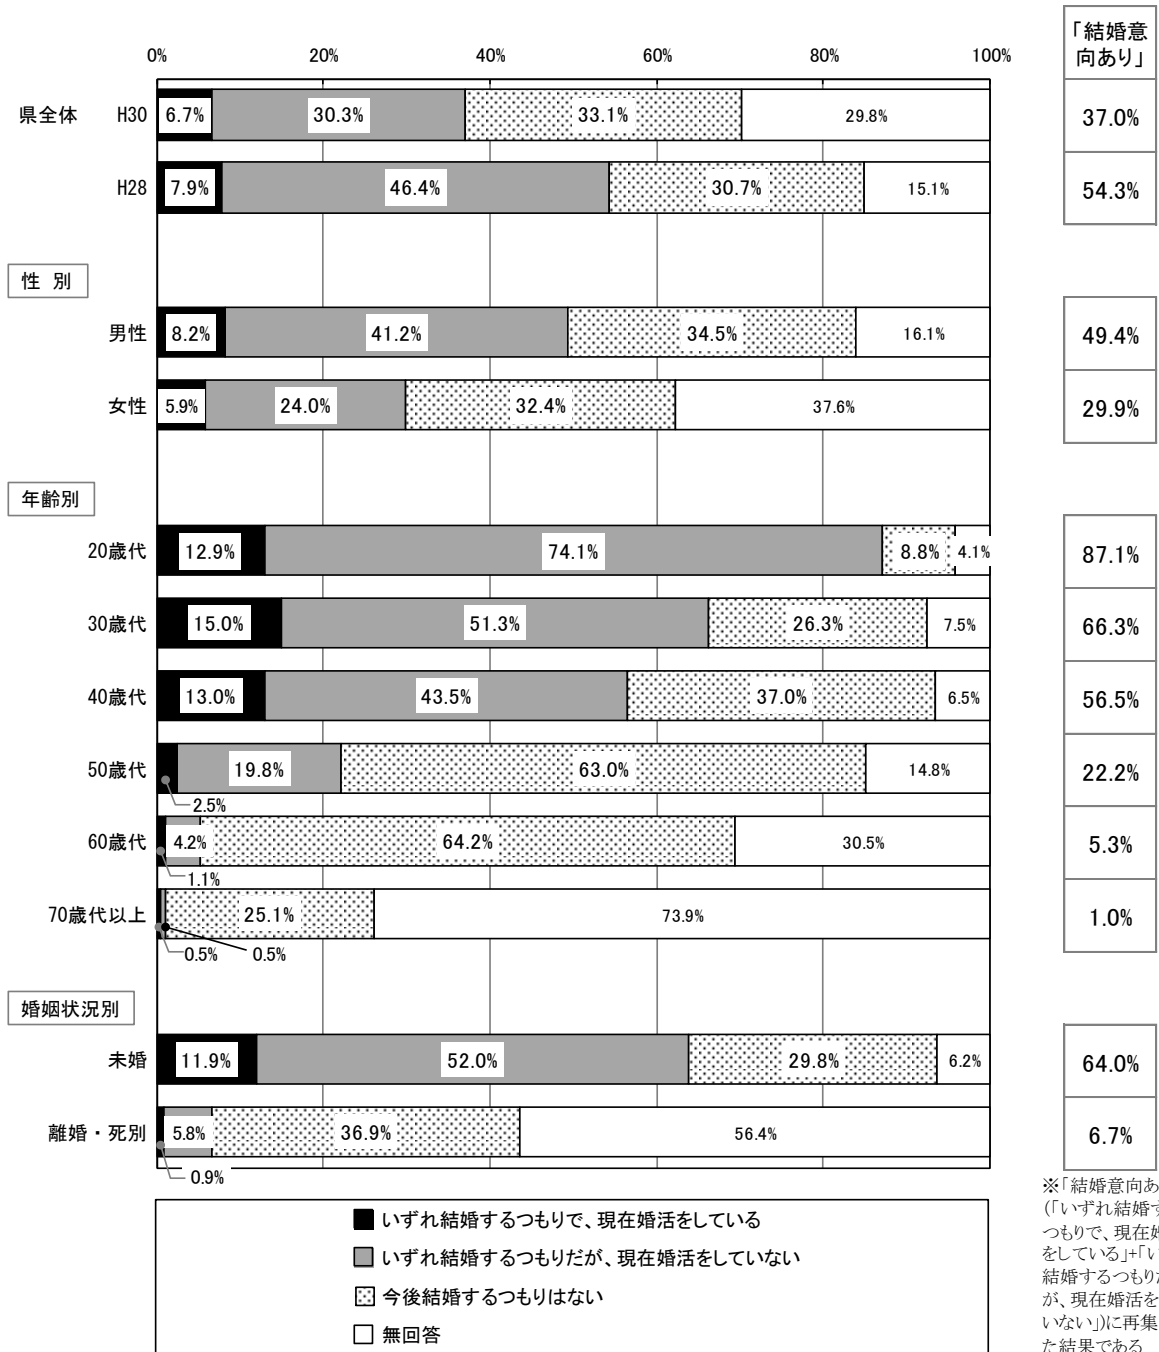 「結婚意
向あり」
0% 20% 40% 60% 80% 100%
県全体 H30 6.7% 30.3% 33.1% 29.8% 37.0%
H28 7.9% 46.4% 30.7% 15.1% 54.3%
性 別
男性 8.2% 41.2% 34.5% 16.1% 49.4%
女性 5.9% 24.0% 32.4% 37.6% 29.9%
年齢別
20歳代 12.9% 74.1% 8.8% 4.1% 87.1%
30歳代 15.0% 51.3% 26.3% 7.5% 66.3%
40歳代 13.0% 43.5% 37.0% 6.5% 56.5%
50歳代 19.8% 63.0% 14.8% 22.2%
2.5%
60歳代 4.2% 64.2% 30.5% 5.3%
1.1%
70歳代以上 25.1% 73.9% 1.0%
0.5% 0.5%
婚姻状況別
未婚 11.9% 52.0% 29.8% 6.2% 64.0%
離婚・死別 5.8% 36.9% 56.4% 6.7%
0.9%
いずれ結婚するつもりで、現在婚活をしている
いずれ結婚するつもりだが、現在婚活をしていない
今後結婚するつもりはない
無回答
※「結婚意向あ
(「いずれ結婚す
つもりで、現在婚
をしている」+「い
結婚するつもりだ
が、現在婚活を
いない」)に再集
た結果である